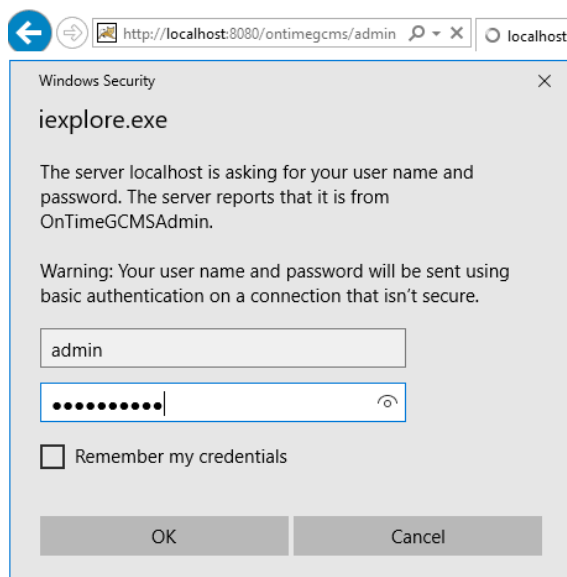 http://localhost:8080/ontimegcms/admin
localhost
Windows Security
iexplore.exe
The server localhost is asking for your user name and
password. The server reports that it is from
OnTimeGCMSAdmin.
Warning: Your user name and password will be sent using
basic authentication on a connection that isn't secure.
admin
●●●●●●●●●●
Remember my credentials
OK
Cancel